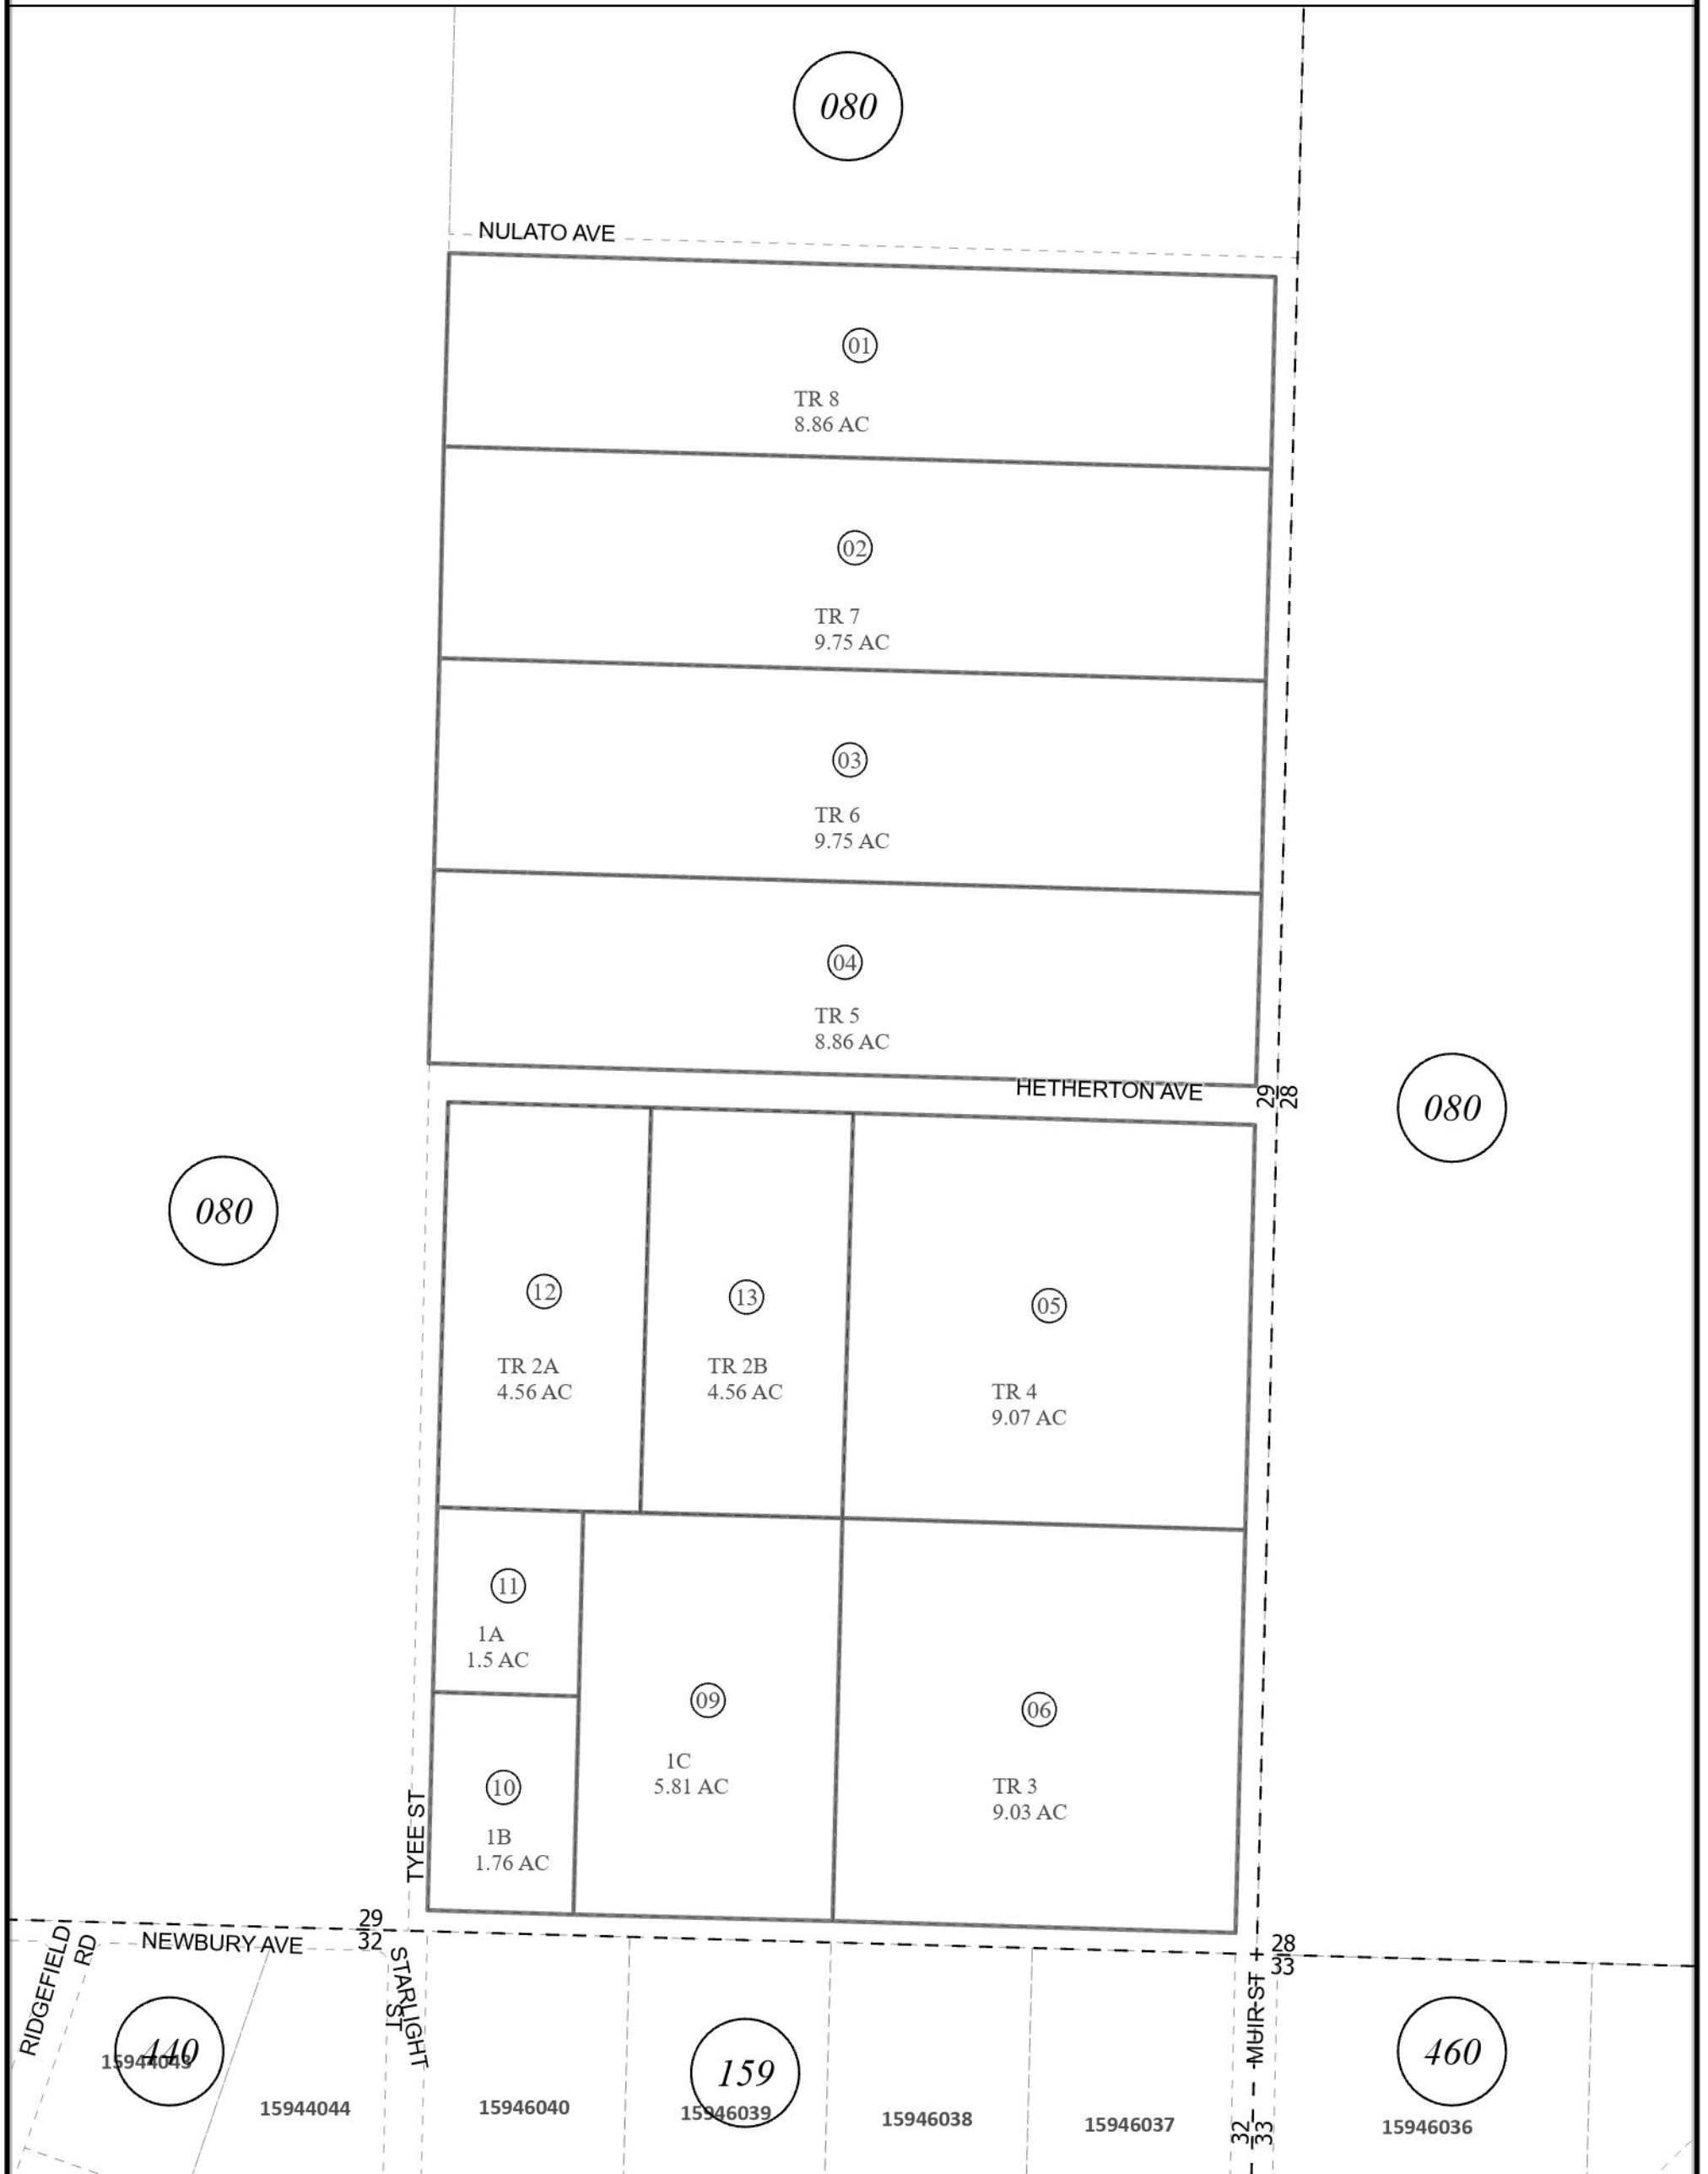 080
NULATO AVE
01
TR 8
8.86 AC
02
TR 7
9.75 AC
03
TR 6
9.75 AC
04
TR 5
8.86 AC
HETHERTON AVE
29
28
080
080
12
TR 2A
4.56 AC
13
TR 2B
4.56 AC
05
TR 4
9.07 AC
11
1A
1.5 AC
09
1C
5.81 AC
06
TR 3
9.03 AC
10
1B
1.76 AC
TYEE ST
29
32
NEWBURY AVE
RIDGEFIELD
RD
STARLIGHT
ST
28
33
MUIR ST
440
15944043
15944044
15946040
159
15946039
15946038
15946037
32
33
460
15946036